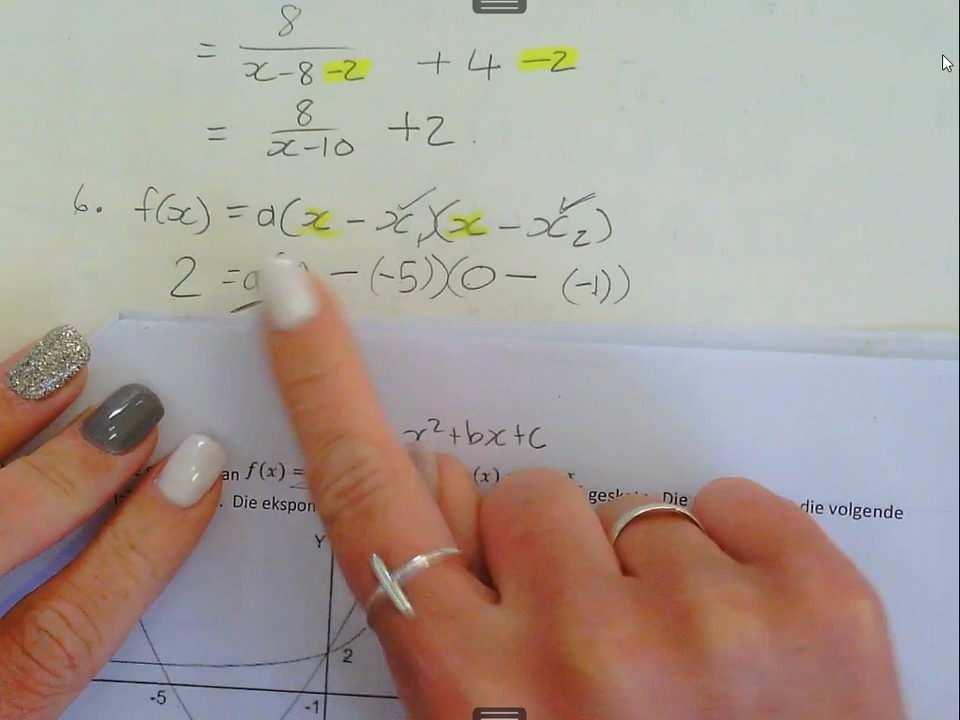 8
= ─────── + 4 −2
x−8−2
= 8/(x−10) + 2.
6. f(x) = a(x − x₁)(x − x₂)
2 = a( ) − (−5))(0 − (−1))
x²+bx+c
an f(x) = (x) x
Die ekspon Die die volgende
Y
2
-5
-1